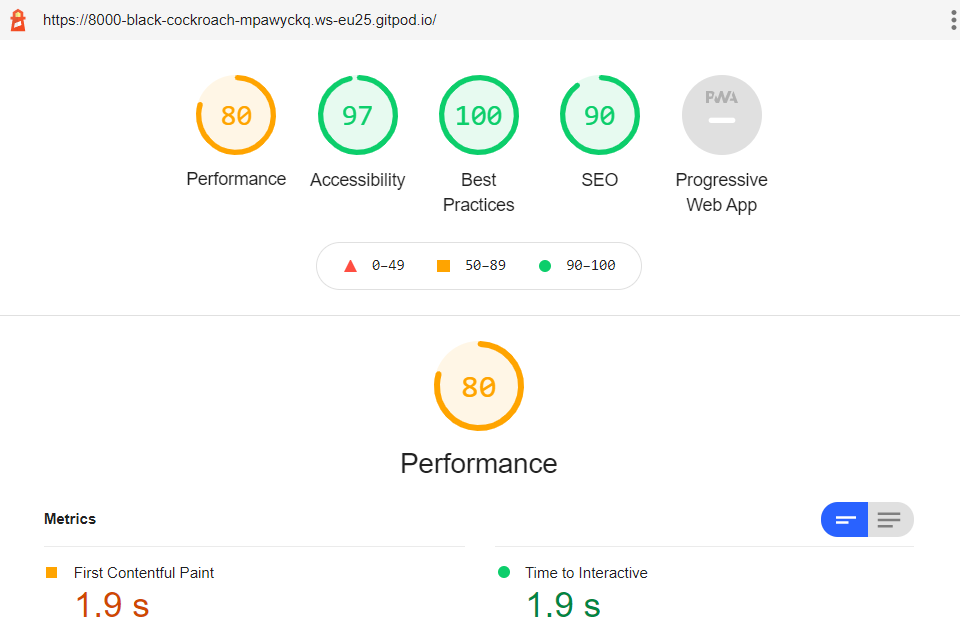 https://8000-black-cockroach-mpawyckq.ws-eu25.gitpod.io/
80
97
100
90
PWA
Performance
Accessibility
Best
Practices
SEO
Progressive
Web App
0–49
50–89
90–100
80
Performance
Metrics
First Contentful Paint
1.9 s
Time to Interactive
1.9 s